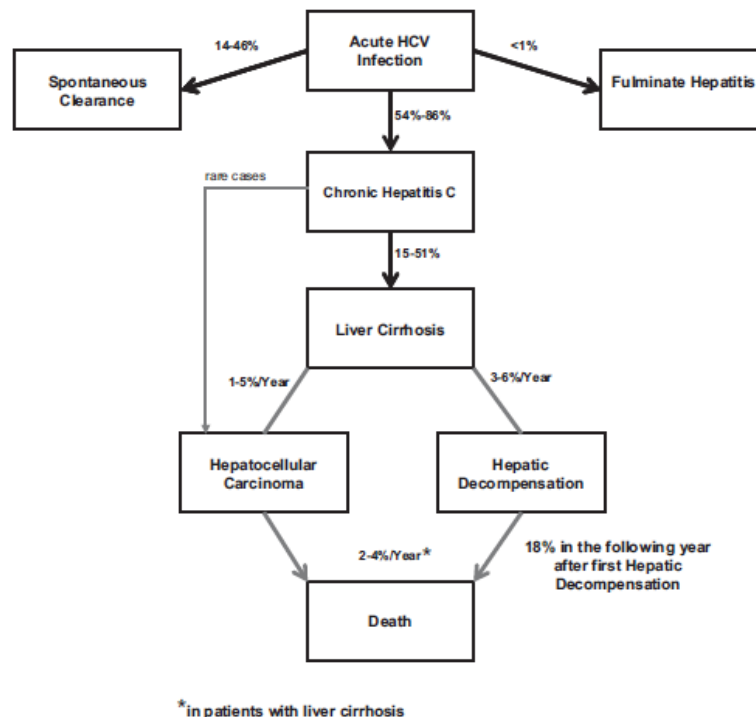 Acute HCV
Infection
14-46%
<1%
Spontaneous
Clearance
Fulminate Hepatitis
54%-86%
rare cases
Chronic Hepatitis C
15-51%
Liver Cirrhosis
1-5%/Year
3-6%/Year
Hepatocellular
Carcinoma
Hepatic
Decompensation
2-4%/Year*
18% in the following year
after first Hepatic
Decompensation
Death
*in patients with liver cirrhosis